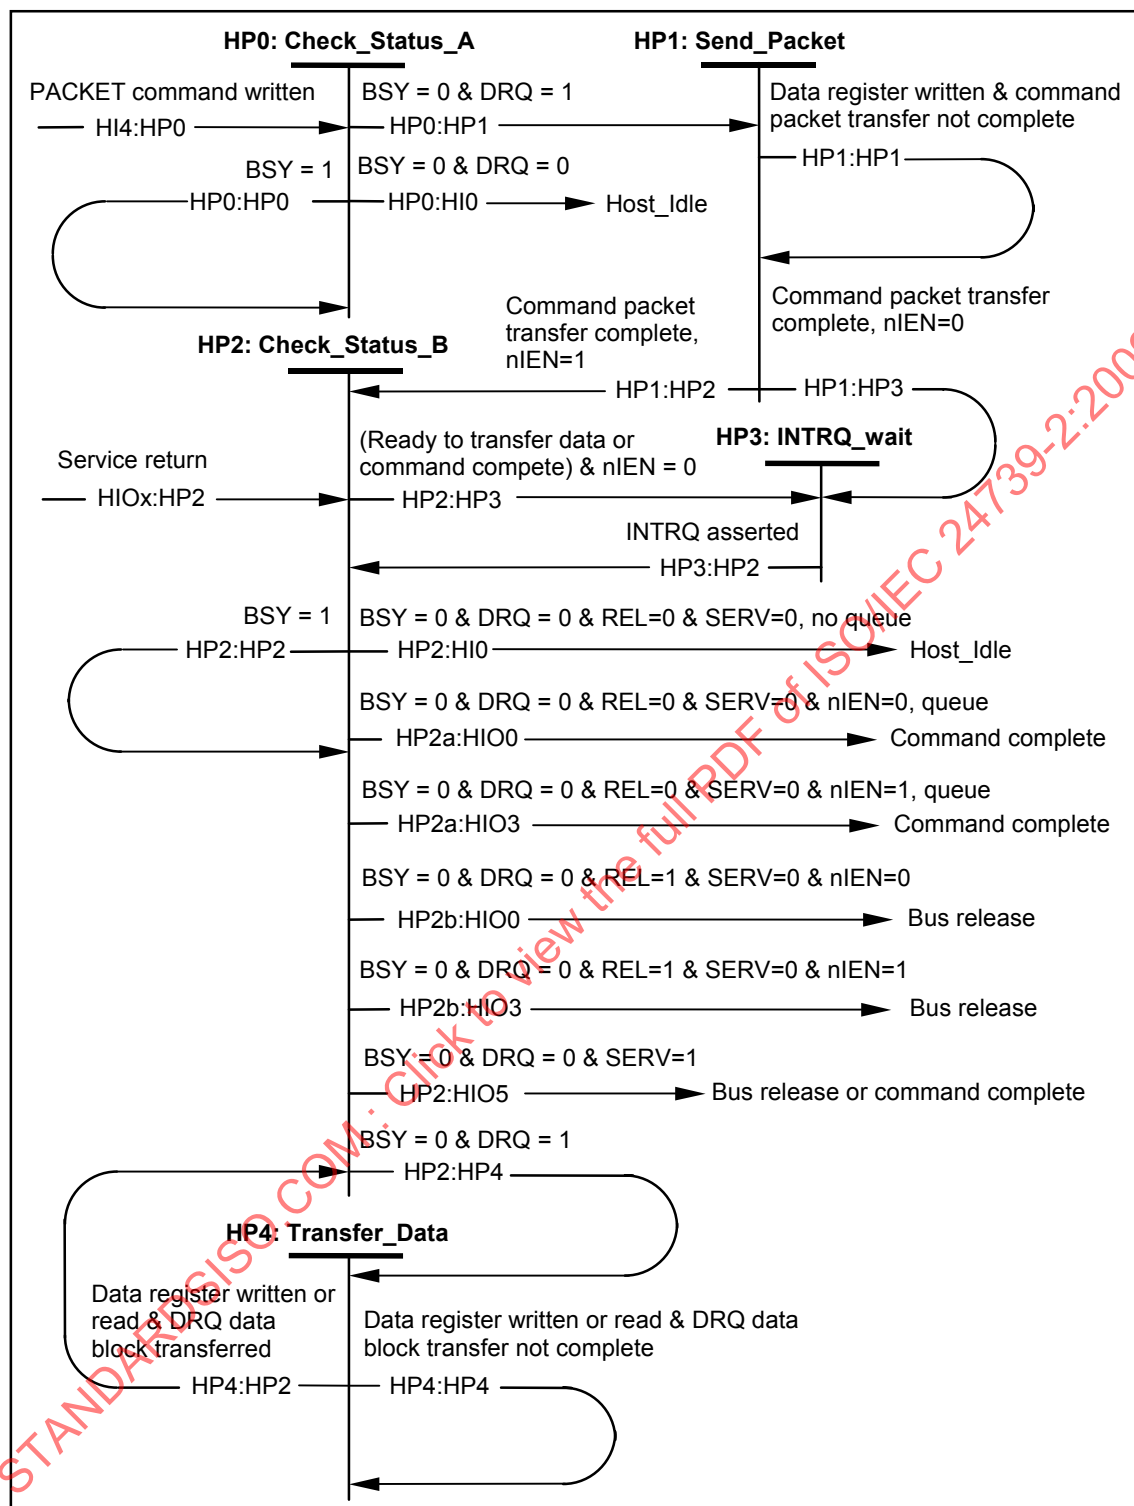 HP0: Check_Status_A
HP1: Send_Packet
PACKET command written
BSY = 0 & DRQ = 1
Data register written & command
packet transfer not complete
HI4:HP0
HP0:HP1
HP1:HP1
BSY = 1
BSY = 0 & DRQ = 0
HP0:HP0
HP0:HI0
Host_Idle
Command packet
transfer complete,
nIEN=1
Command packet transfer
complete, nIEN=0
HP2: Check_Status_B
HP1:HP2
HP1:HP3
HP3: INTRQ_wait
Service return
(Ready to transfer data or
command compete) & nIEN = 0
HIOx:HP2
HP2:HP3
INTRQ asserted
HP3:HP2
BSY = 1
BSY = 0 & DRQ = 0 & REL=0 & SERV=0, no queue
HP2:HP2
HP2:HI0
Host_Idle
BSY = 0 & DRQ = 0 & REL=0 & SERV=0 & nIEN=0, queue
HP2a:HIO0
Command complete
BSY = 0 & DRQ = 0 & REL=0 & SERV=0 & nIEN=1, queue
HP2a:HIO3
Command complete
BSY = 0 & DRQ = 0 & REL=1 & SERV=0 & nIEN=0
HP2b:HIO0
Bus release
BSY = 0 & DRQ = 0 & REL=1 & SERV=0 & nIEN=1
HP2b:HIO3
Bus release
BSY = 0 & DRQ = 0 & SERV=1
HP2:HIO5
Bus release or command complete
BSY = 0 & DRQ = 1
HP2:HP4
HP4: Transfer_Data
Data register written or
read & DRQ data
block transferred
Data register written or read & DRQ data
block transfer not complete
HP4:HP2
HP4:HP4
STANDARDSISO.COM : Click to view the full PDF of ISO/IEC 24739-2:200